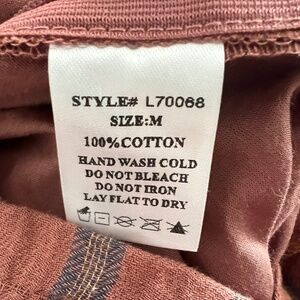 STYLE# L70068
SIZE:M
100%COTTON
HAND WASH COLD
DO NOT BLEACH
DO NOT IRON
LAY FLAT TO DRY